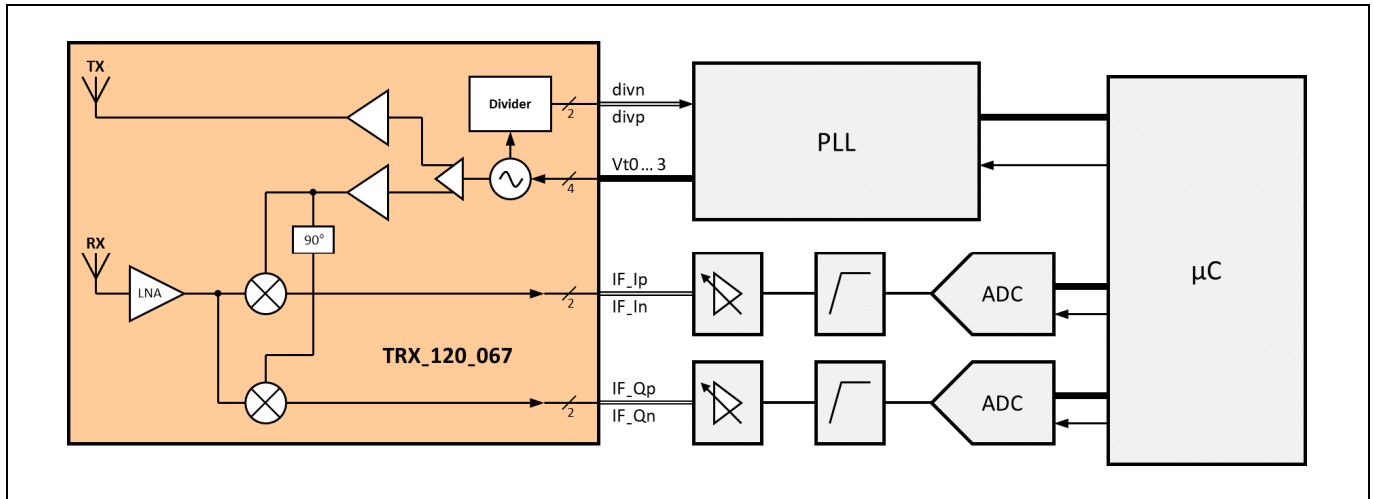 TX
Divider
2
divn
divp
PLL
Vt0 ... 3
4
µC
90°
RX
LNA
IF_Ip
IF_In
2
ADC
TRX_120_067
IF_Qp
IF_Qn
2
ADC